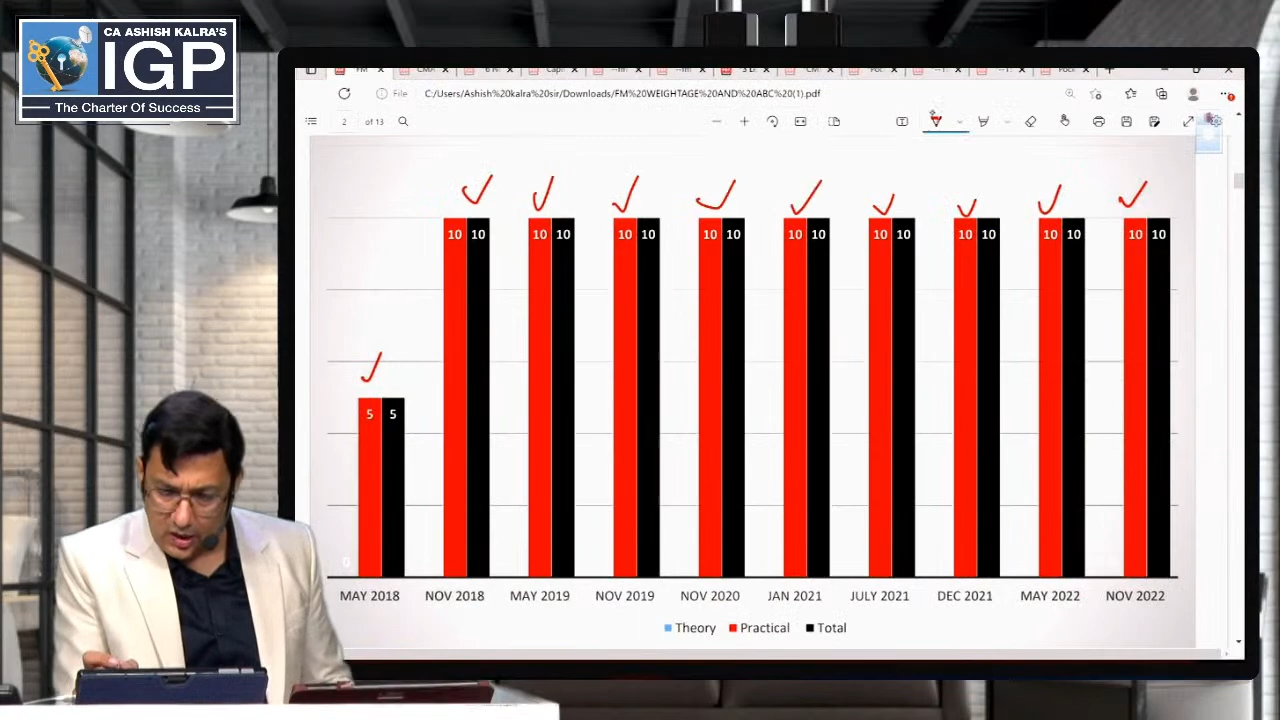 CA ASHISH KALRA'S
IGP
The Charter Of Success
File C:/Users/Ashish%20kalra%20sir/Downloads/FM%20WEIGHTAGE%20AND%20ABC%20(1).pdf
2 of 13
10 10 10 10 10 10 10 10 10 10 10 10 10 10 10 10 10 10
5 5
0
MAY 2018 NOV 2018 MAY 2019 NOV 2019 NOV 2020 JAN 2021 JULY 2021 DEC 2021 MAY 2022 NOV 2022
Theory Practical Total